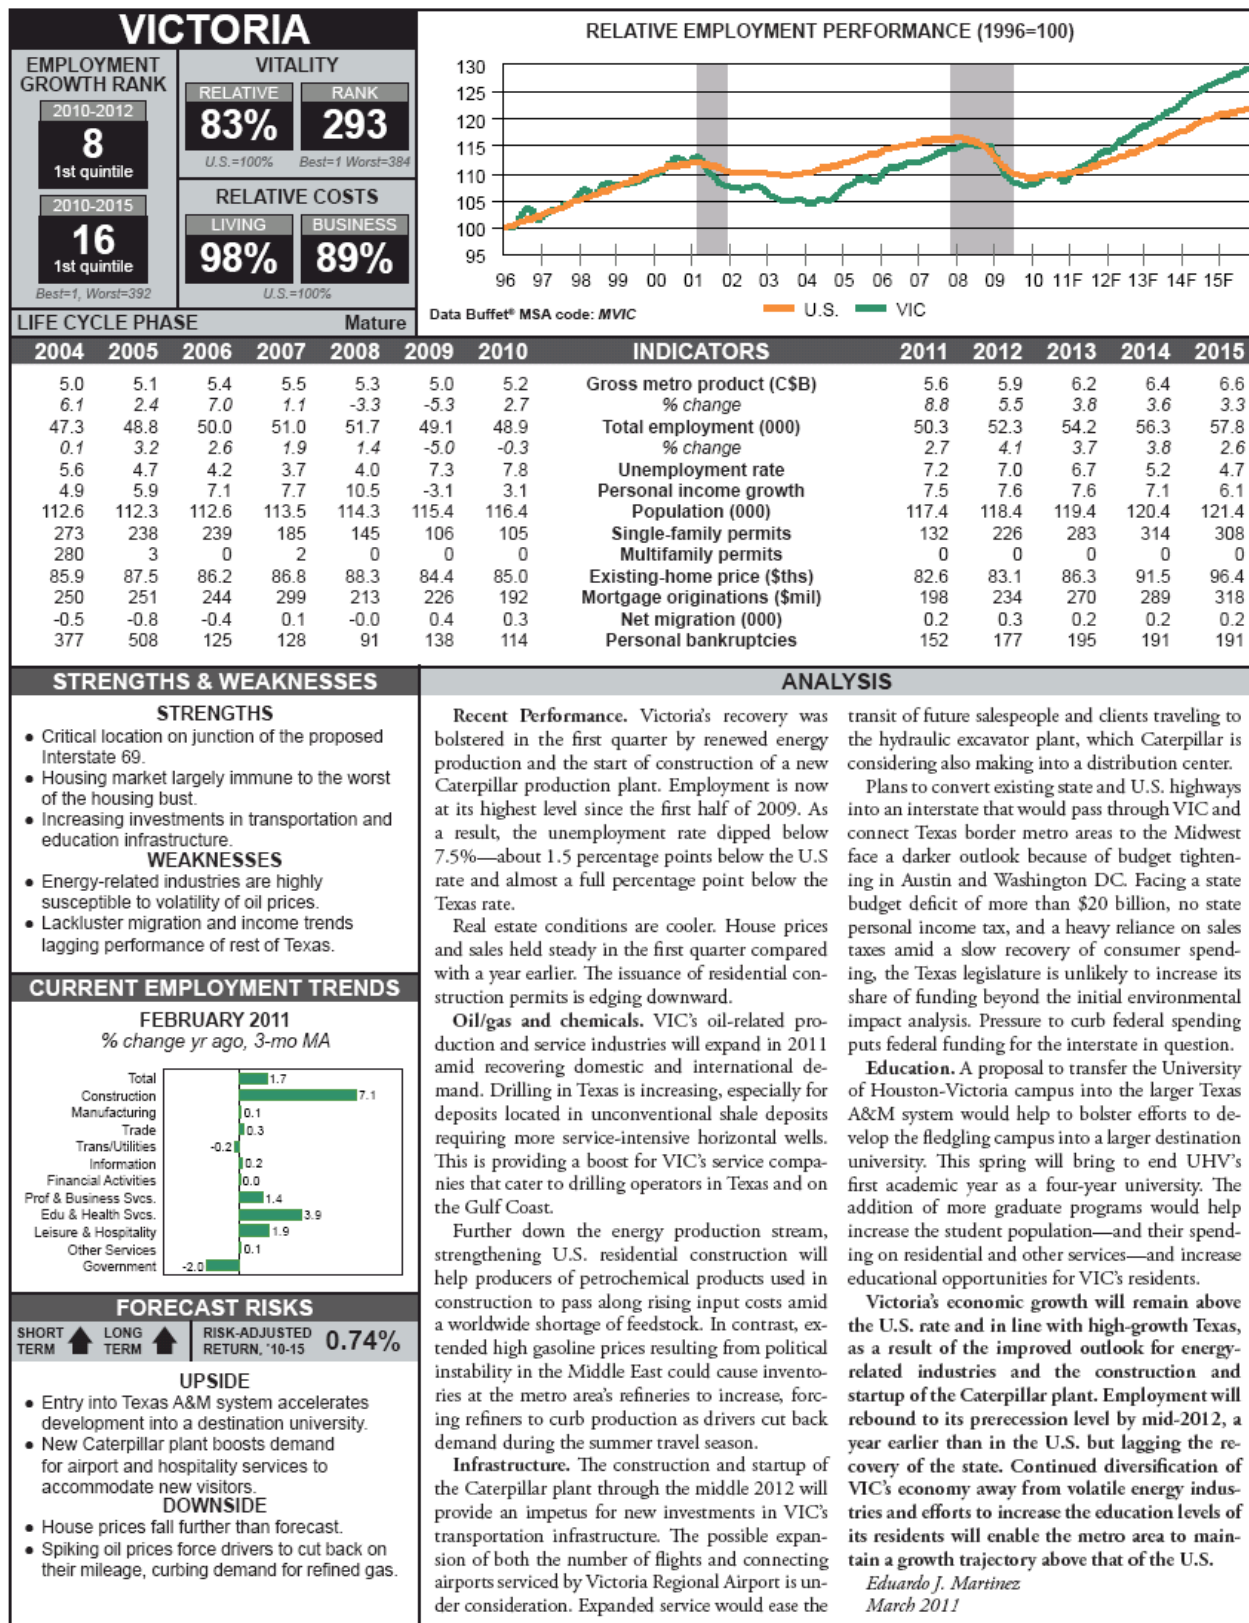 VICTORIA
EMPLOYMENT
GROWTH RANK
2010-2012
8
1st quintile
2010-2015
16
1st quintile
Best=1, Worst=392
VITALITY
RELATIVE
83%
U.S.=100%
RANK
293
Best=1 Worst=384
RELATIVE COSTS
LIVING
98%
BUSINESS
89%
U.S.=100%
LIFE CYCLE PHASE Mature
RELATIVE EMPLOYMENT PERFORMANCE (1996=100)
130
125
120
115
110
105
100
95
96 97 98 99 00 01 02 03 04 05 06 07 08 09 10 11F 12F 13F 14F 15F
Data Buffet® MSA code: MVIC
U.S. VIC
2004 2005 2006 2007 2008 2009 2010 INDICATORS 2011 2012 2013 2014 2015
5.0 5.1 5.4 5.5 5.3 5.0 5.2 Gross metro product (C$B) 5.6 5.9 6.2 6.4 6.6
6.1 2.4 7.0 1.1 -3.3 -5.3 2.7 % change 8.8 5.5 3.8 3.6 3.3
47.3 48.8 50.0 51.0 51.7 49.1 48.9 Total employment (000) 50.3 52.3 54.2 56.3 57.8
0.1 3.2 2.6 1.9 1.4 -5.0 -0.3 % change 2.7 4.1 3.7 3.8 2.6
5.6 4.7 4.2 3.7 4.0 7.3 7.8 Unemployment rate 7.2 7.0 6.7 5.2 4.7
4.9 5.9 7.1 7.7 10.5 -3.1 3.1 Personal income growth 7.5 7.6 7.6 7.1 6.1
112.6 112.3 112.6 113.5 114.3 115.4 116.4 Population (000) 117.4 118.4 119.4 120.4 121.4
273 238 239 185 145 106 105 Single-family permits 132 226 283 314 308
280 3 0 2 0 0 0 Multifamily permits 0 0 0 0 0
85.9 87.5 86.2 86.8 88.3 84.4 85.0 Existing-home price ($ths) 82.6 83.1 86.3 91.5 96.4
250 251 244 299 213 226 192 Mortgage originations ($mil) 198 234 270 289 318
-0.5 -0.8 -0.4 0.1 -0.0 0.4 0.3 Net migration (000) 0.2 0.3 0.2 0.2 0.2
377 508 125 128 91 138 114 Personal bankruptcies 152 177 195 191 191
STRENGTHS & WEAKNESSES
STRENGTHS
• Critical location on junction of the proposed
Interstate 69.
• Housing market largely immune to the worst
of the housing bust.
• Increasing investments in transportation and
education infrastructure.
WEAKNESSES
• Energy-related industries are highly
susceptible to volatility of oil prices.
• Lackluster migration and income trends
lagging performance of rest of Texas.
CURRENT EMPLOYMENT TRENDS
FEBRUARY 2011
% change yr ago, 3-mo MA
Total 1.7
Construction 7.1
Manufacturing 0.1
Trade 0.3
Trans/Utilities -0.2
Information 0.2
Financial Activities 0.0
Prof & Business Svcs. 1.4
Edu & Health Svcs. 3.9
Leisure & Hospitality 1.9
Other Services 0.1
Government -2.0
FORECAST RISKS
SHORT
TERM
LONG
TERM
RISK-ADJUSTED
RETURN, '10-15
0.74%
UPSIDE
• Entry into Texas A&M system accelerates
development into a destination university.
• New Caterpillar plant boosts demand
for airport and hospitality services to
accommodate new visitors.
DOWNSIDE
• House prices fall further than forecast.
• Spiking oil prices force drivers to cut back on
their mileage, curbing demand for refined gas.
ANALYSIS
Recent Performance. Victoria's recovery was
bolstered in the first quarter by renewed energy
production and the start of construction of a new
Caterpillar production plant. Employment is now
at its highest level since the first half of 2009. As
a result, the unemployment rate dipped below
7.5%—about 1.5 percentage points below the U.S
rate and almost a full percentage point below the
Texas rate.
Real estate conditions are cooler. House prices
and sales held steady in the first quarter compared
with a year earlier. The issuance of residential con-
struction permits is edging downward.
Oil/gas and chemicals. VIC's oil-related pro-
duction and service industries will expand in 2011
amid recovering domestic and international de-
mand. Drilling in Texas is increasing, especially for
deposits located in unconventional shale deposits
requiring more service-intensive horizontal wells.
This is providing a boost for VIC's service compa-
nies that cater to drilling operators in Texas and on
the Gulf Coast.
Further down the energy production stream,
strengthening U.S. residential construction will
help producers of petrochemical products used in
construction to pass along rising input costs amid
a worldwide shortage of feedstock. In contrast, ex-
tended high gasoline prices resulting from political
instability in the Middle East could cause invento-
ries at the metro area's refineries to increase, forc-
ing refiners to curb production as drivers cut back
demand during the summer travel season.
Infrastructure. The construction and startup of
the Caterpillar plant through the middle 2012 will
provide an impetus for new investments in VIC's
transportation infrastructure. The possible expan-
sion of both the number of flights and connecting
airports serviced by Victoria Regional Airport is un-
der consideration. Expanded service would ease the
transit of future salespeople and clients traveling to
the hydraulic excavator plant, which Caterpillar is
considering also making into a distribution center.
Plans to convert existing state and U.S. highways
into an interstate that would pass through VIC and
connect Texas border metro areas to the Midwest
face a darker outlook because of budget tighten-
ing in Austin and Washington DC. Facing a state
budget deficit of more than $20 billion, no state
personal income tax, and a heavy reliance on sales
taxes amid a slow recovery of consumer spend-
ing, the Texas legislature is unlikely to increase its
share of funding beyond the initial environmental
impact analysis. Pressure to curb federal spending
puts federal funding for the interstate in question.
Education. A proposal to transfer the University
of Houston-Victoria campus into the larger Texas
A&M system would help to bolster efforts to de-
velop the fledgling campus into a larger destination
university. This spring will bring to end UHV's
first academic year as a four-year university. The
addition of more graduate programs would help
increase the student population—and their spend-
ing on residential and other services—and increase
educational opportunities for VIC's residents.
Victoria's economic growth will remain above
the U.S. rate and in line with high-growth Texas,
as a result of the improved outlook for energy-
related industries and the construction and
startup of the Caterpillar plant. Employment will
rebound to its prerecession level by mid-2012, a
year earlier than in the U.S. but lagging the re-
covery of the state. Continued diversification of
VIC's economy away from volatile energy indus-
tries and efforts to increase the education levels of
its residents will enable the metro area to main-
tain a growth trajectory above that of the U.S.
Eduardo J. Martinez
March 2011